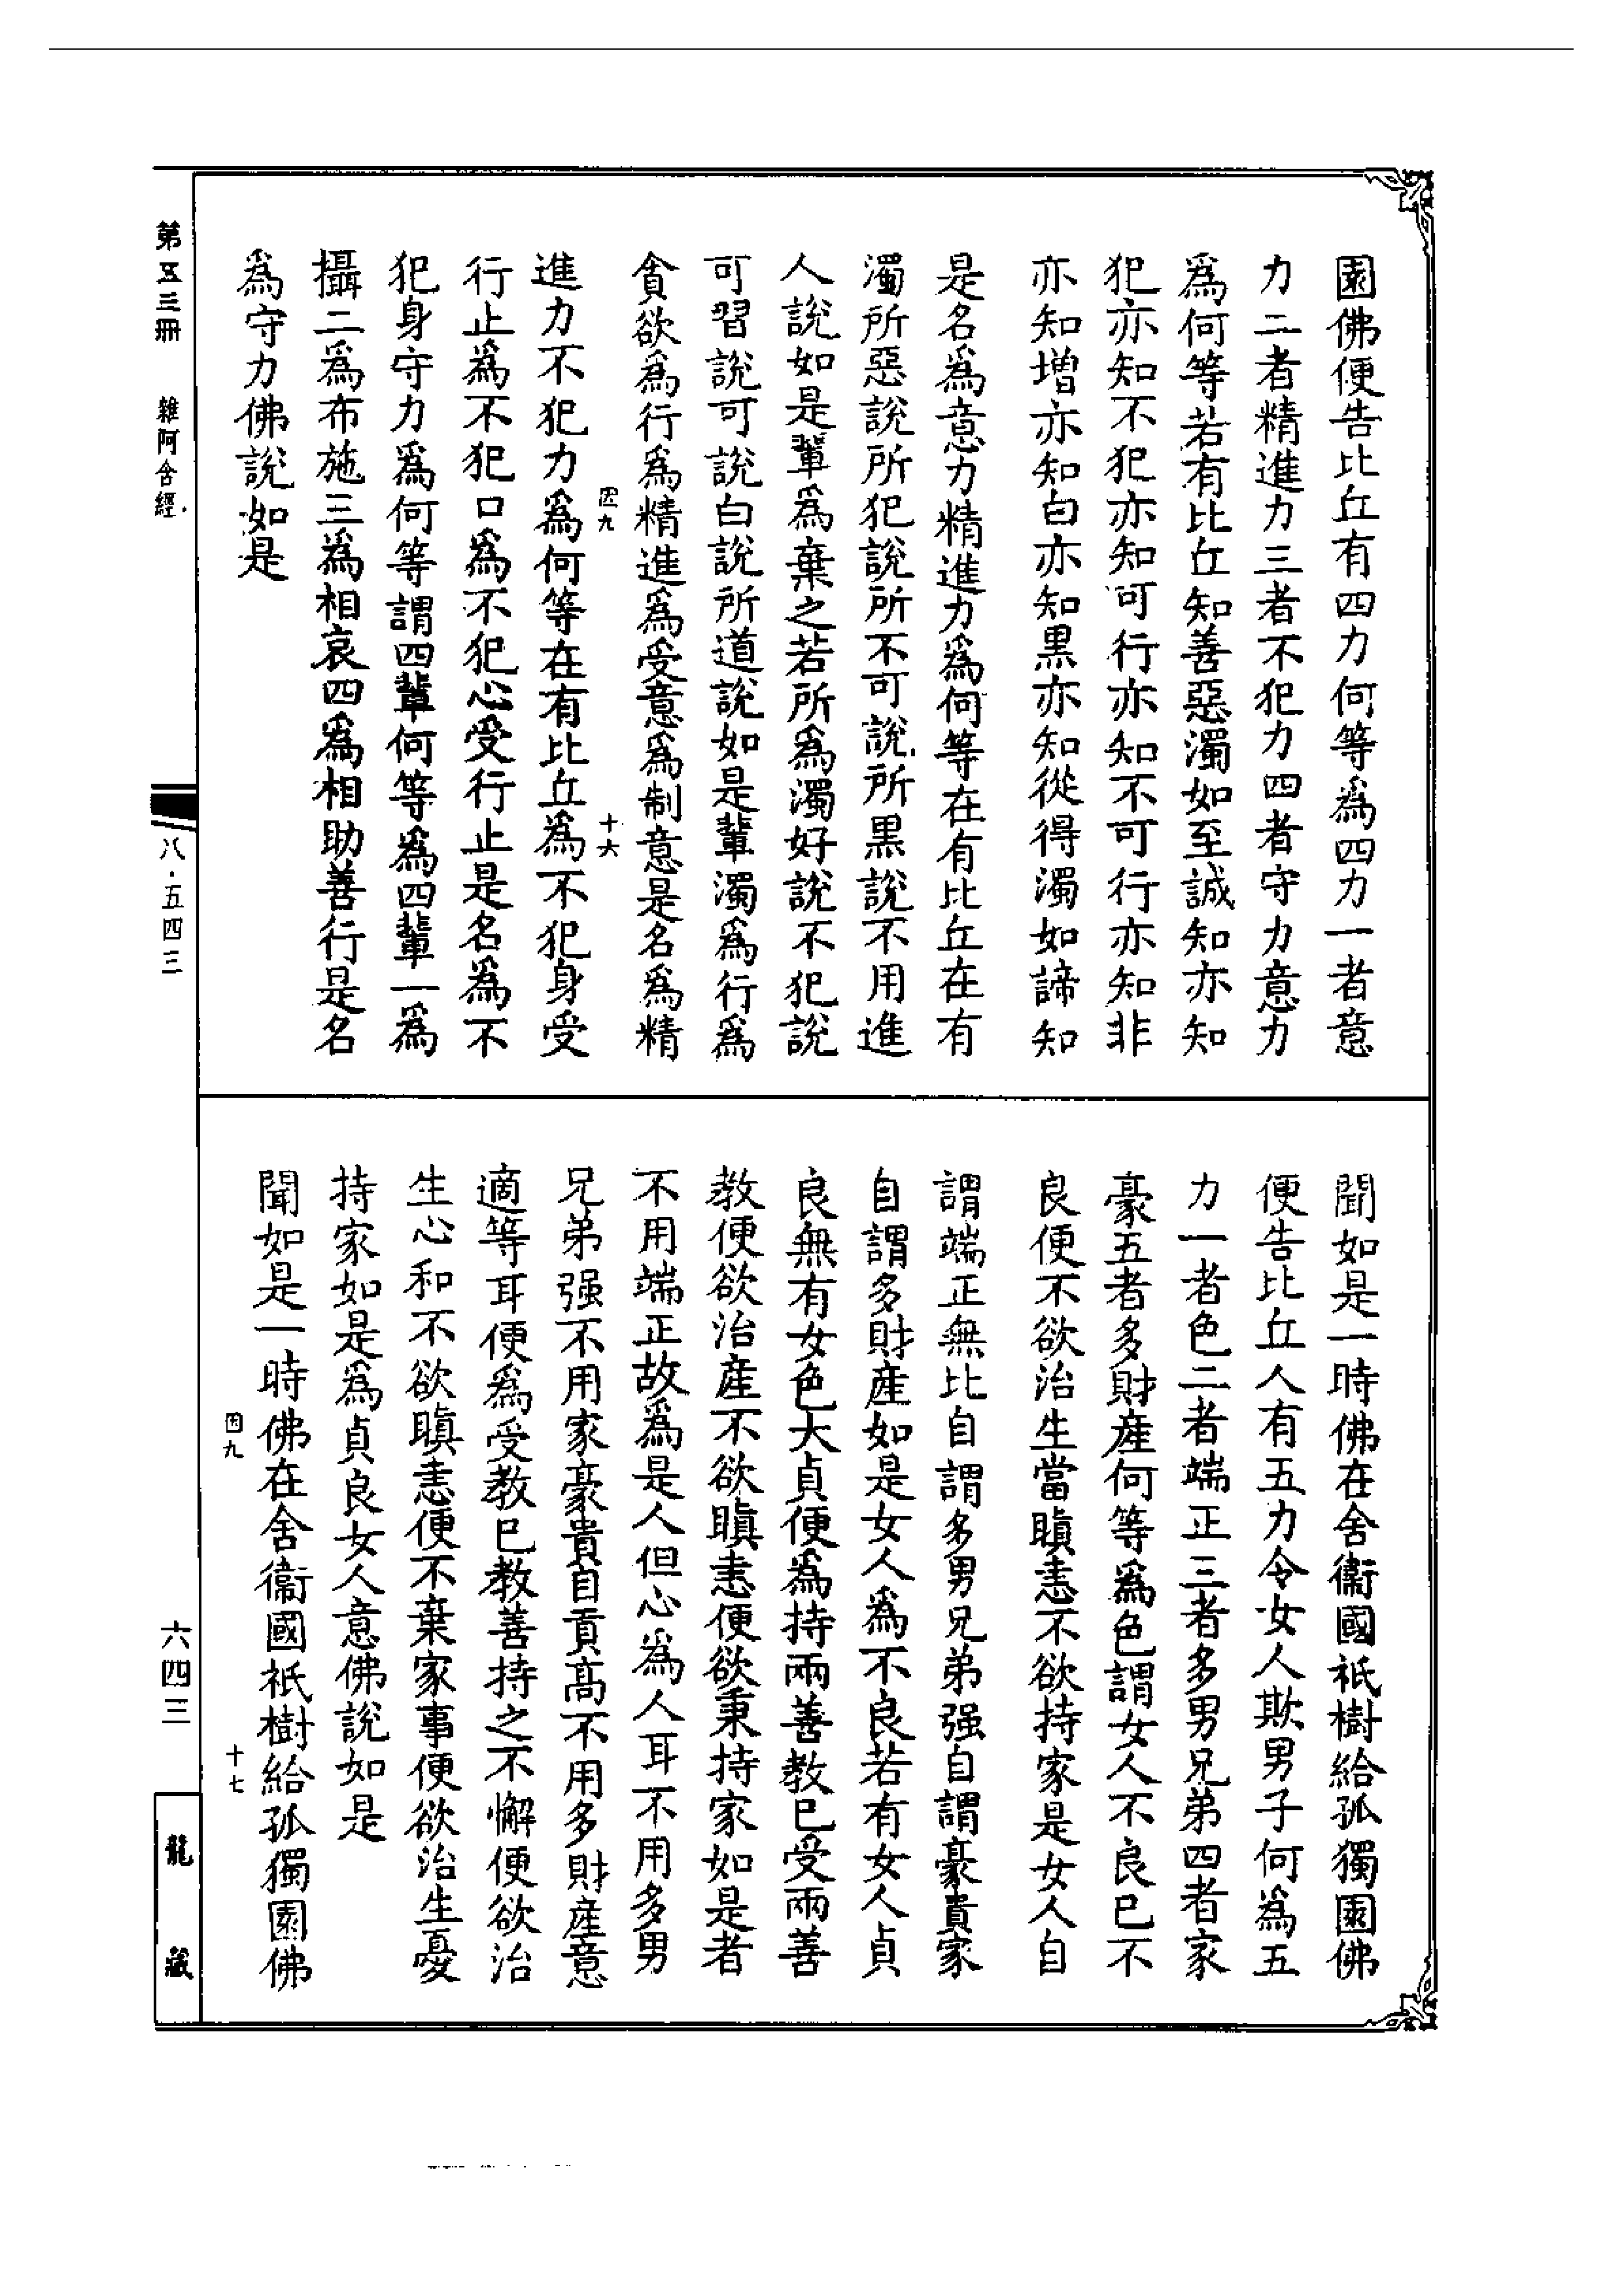 園佛便告比丘有四力何等爲四力一者意
力二者精進力三者不犯力四者守力意力
爲何等若有比丘知善惡濁如至誠知亦知
犯亦知不犯亦知可行亦知不可行亦知非
亦知增亦知白亦知黑亦知從得濁如諦知
是名爲意力精進力爲何等在有比丘在有
濁所惡說所犯說所不可說所黑說不用進
人說如是輩爲棄之若所爲濁好說不犯說
可習說可說白說所道說如是輩濁爲行爲
貪欲爲行爲精進爲受意爲制意是名爲精
因九
十六
進力不犯力爲何等在有比丘爲不犯身受
行止爲不犯口爲不犯心受行止是名爲不
犯身守力爲何等謂四輩何等爲四輩一爲
攝二爲布施三爲相哀四爲相助善行是名
爲守力佛說如是
聞如是一時佛在舍衞國祇樹給孤獨園佛
便告比丘人有五力令女人欺男子何爲五
力一者色二者端正三者多男兄弟四者家
豪五者多財產何等爲色謂女人不良已不
良便不欲治生當瞋恚不欲持家是女人自
謂端正無比自謂多男兄弟强自謂豪貴家
自謂多財產如是女人爲不良若有女人貞
良無有女色大貞便爲持兩善教已受兩善
教便欲治產不欲瞋恚便欲秉持家如是者
不用端正故爲是人但心爲人耳不用多男
兄弟强不用家豪貴自貢高不用多財產意
適等耳便爲受教已教善持之不懈便欲治
生心和不欲瞋恚便不棄家事便欲治生憂
持家如是爲貞良女人意佛說如是
聞如是一時佛在舍衞國祇樹給孤獨園佛
因九
十七
第五三冊
雜阿含經
八·五四三
六四三
龍藏